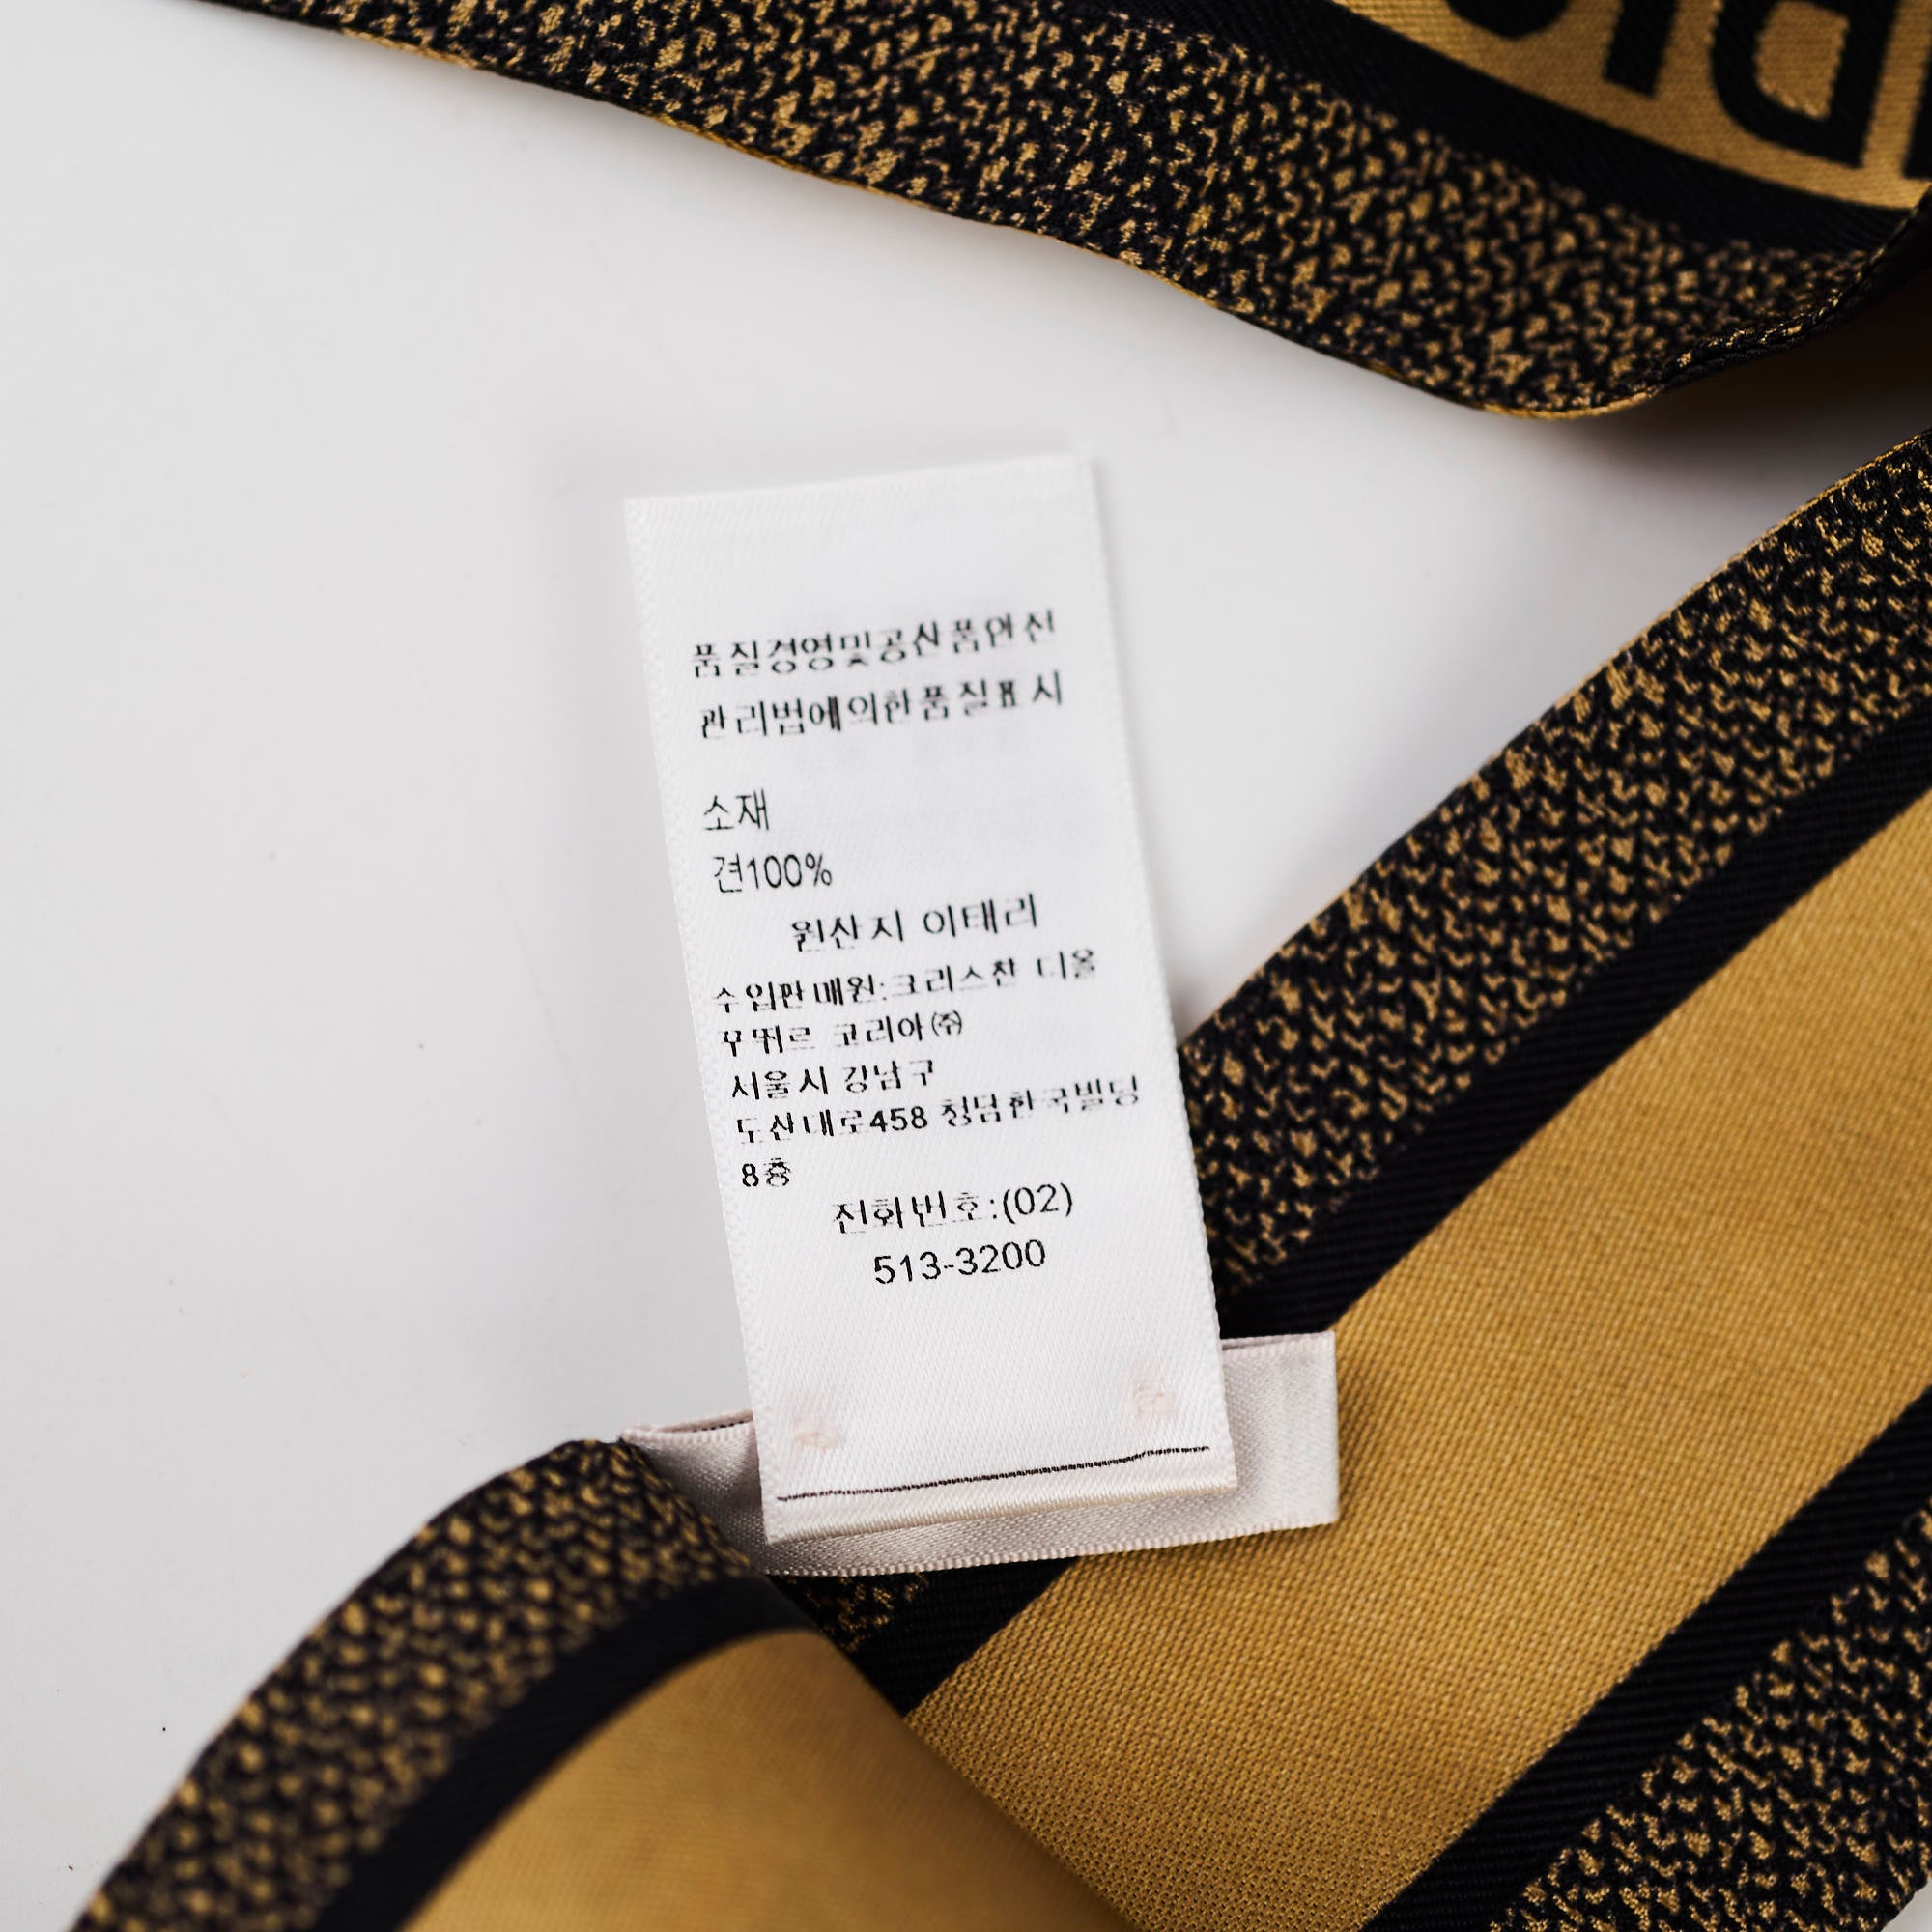 DIO
품질경영및공산품안전
관리법에의한품질표시
소재
견100%
원산지 이태리
수입판매원:크리스챤 디올
꾸뛰르 코리아㈜
서울시 강남구
도산대로458 청담한국빌딩
8층
전화번호:(02)
513-3200